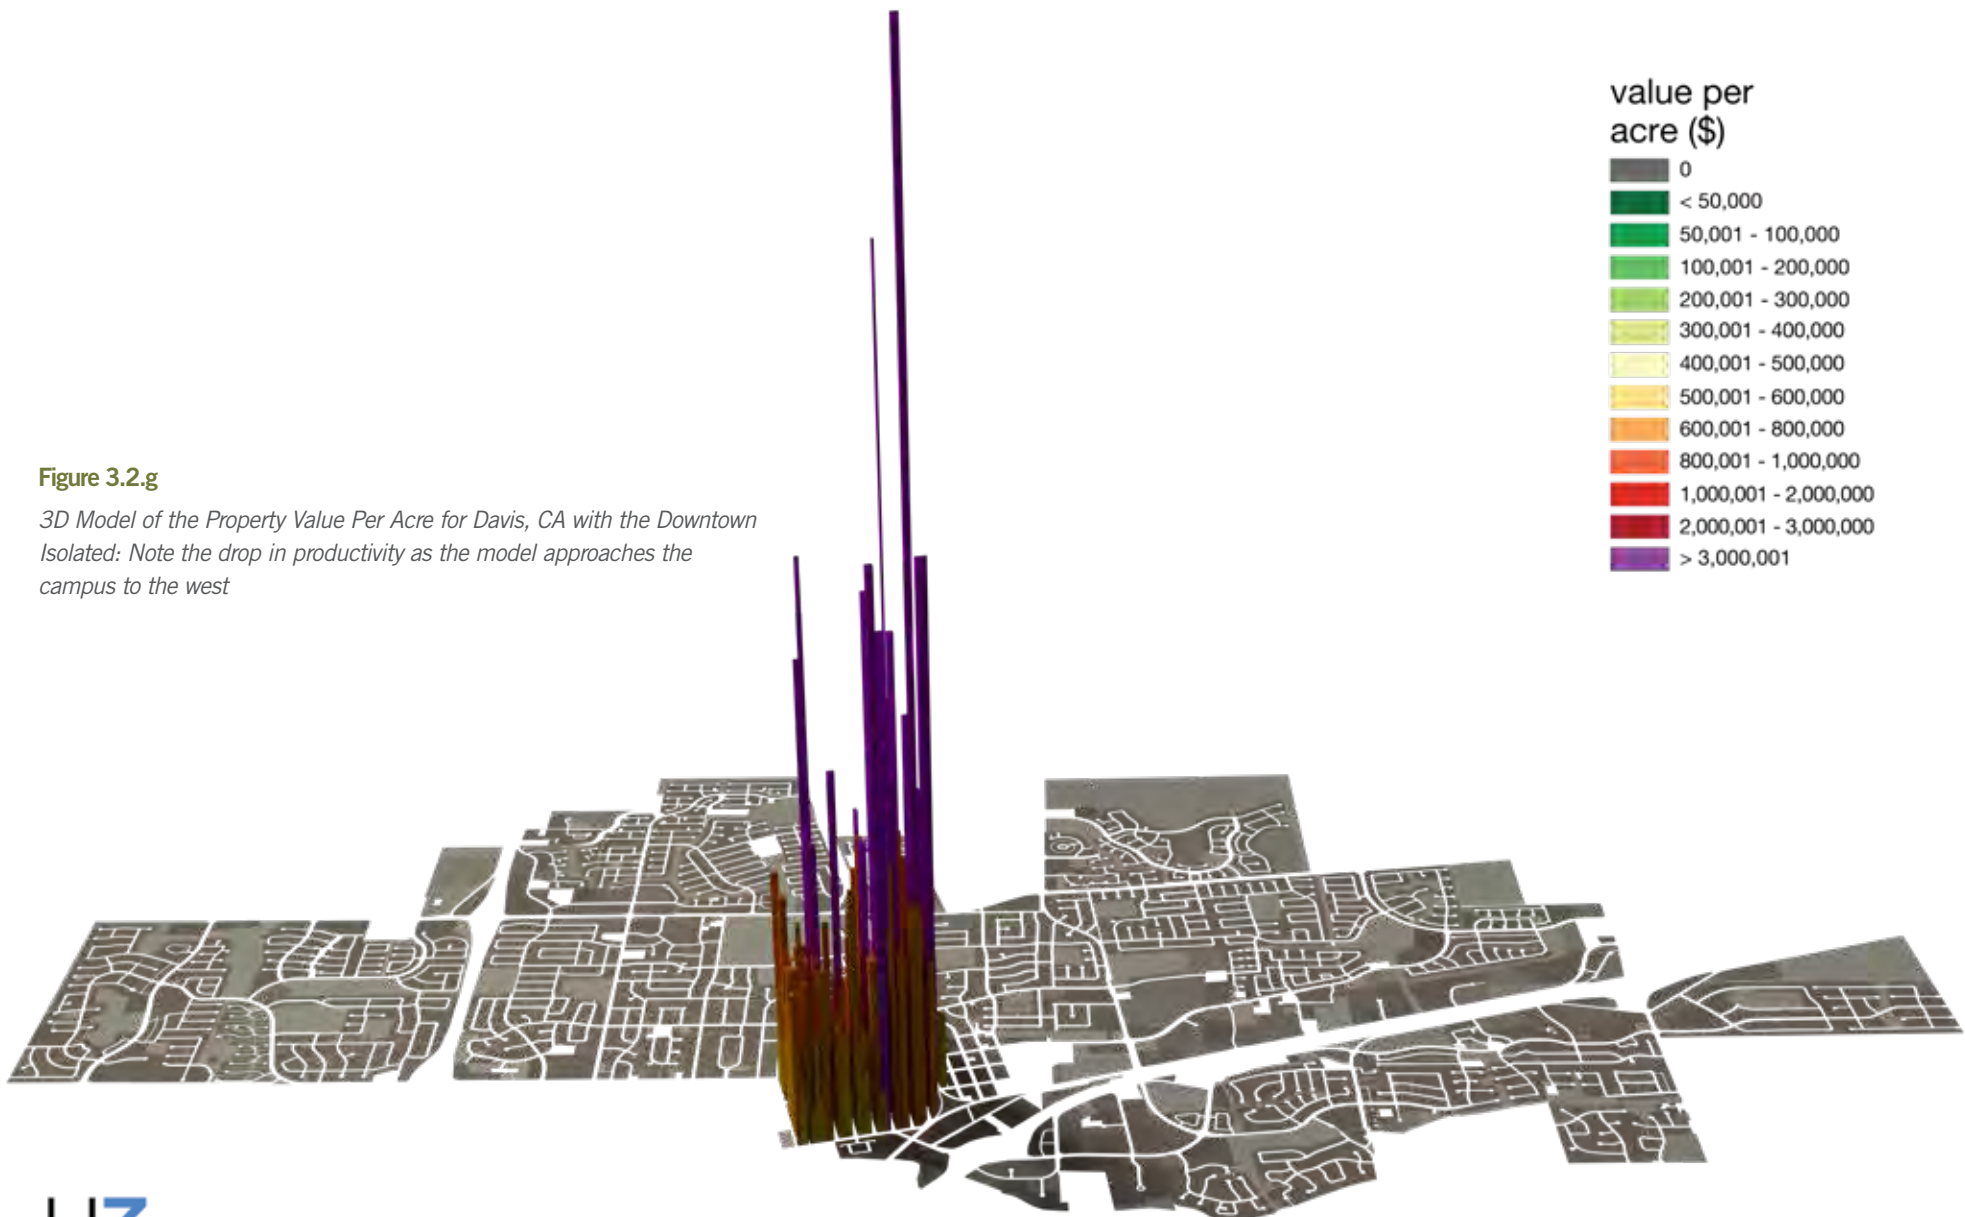 value per
acre ($)
0
< 50,000
50,001 - 100,000
100,001 - 200,000
200,001 - 300,000
300,001 - 400,000
400,001 - 500,000
500,001 - 600,000
600,001 - 800,000
800,001 - 1,000,000
1,000,001 - 2,000,000
2,000,001 - 3,000,000
> 3,000,001
Figure 3.2.g
3D Model of the Property Value Per Acre for Davis, CA with the Downtown
Isolated: Note the drop in productivity as the model approaches the
campus to the west